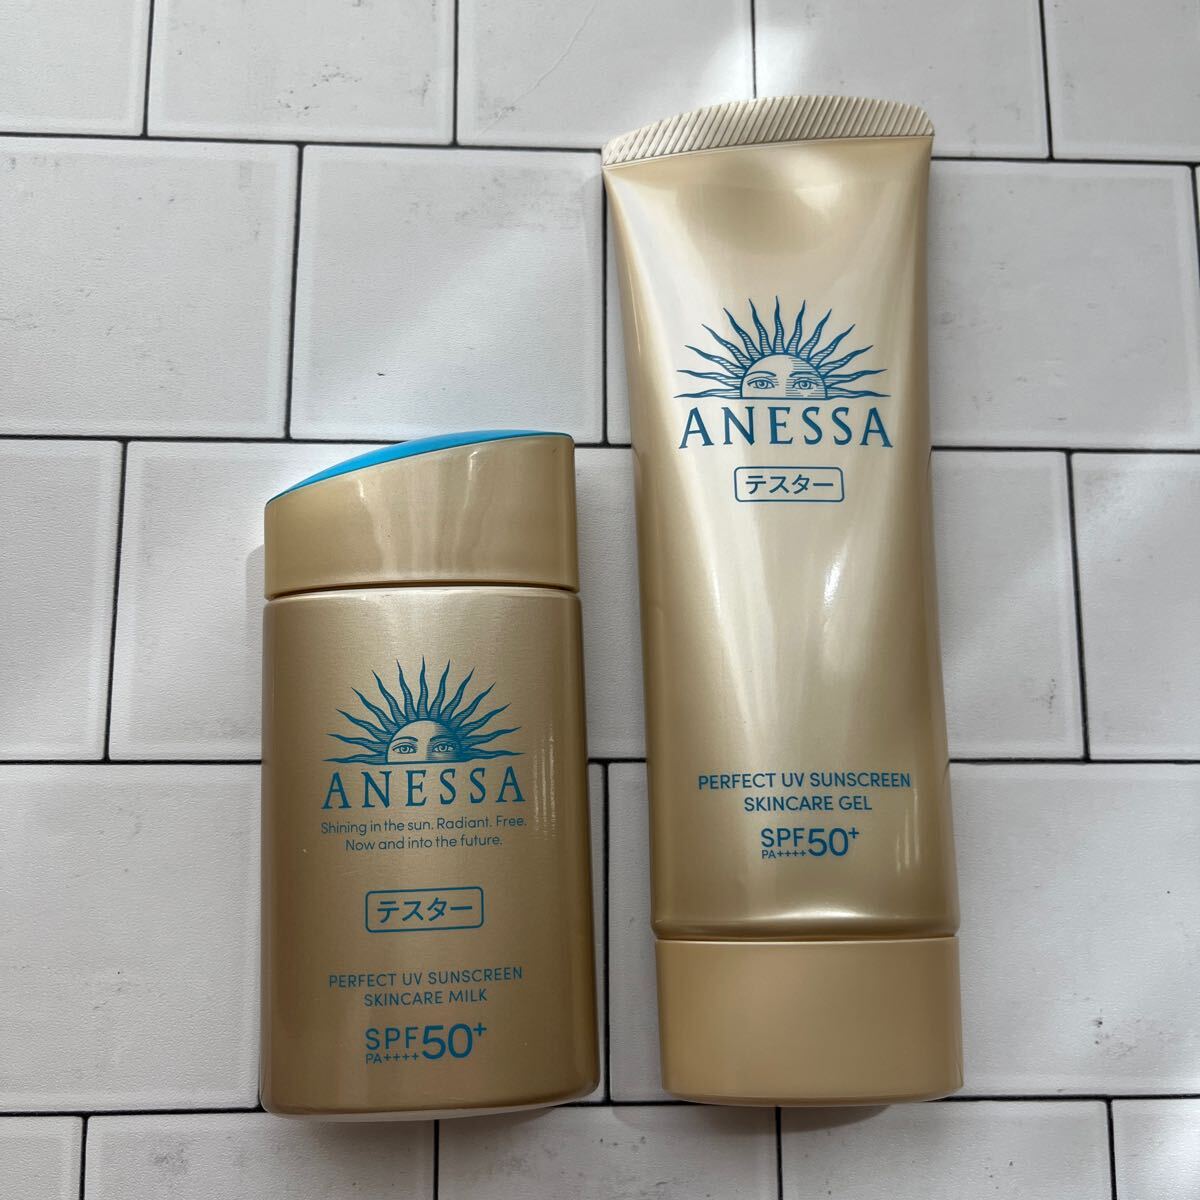 ANESSA
Shining in the sun. Radiant. Free.
Now and into the future.
テスター
PERFECT UV SUNSCREEN
SKINCARE MILK
SPF50+
PA++++
ANESSA
テスター
PERFECT UV SUNSCREEN
SKINCARE GEL
SPF50+
PA++++